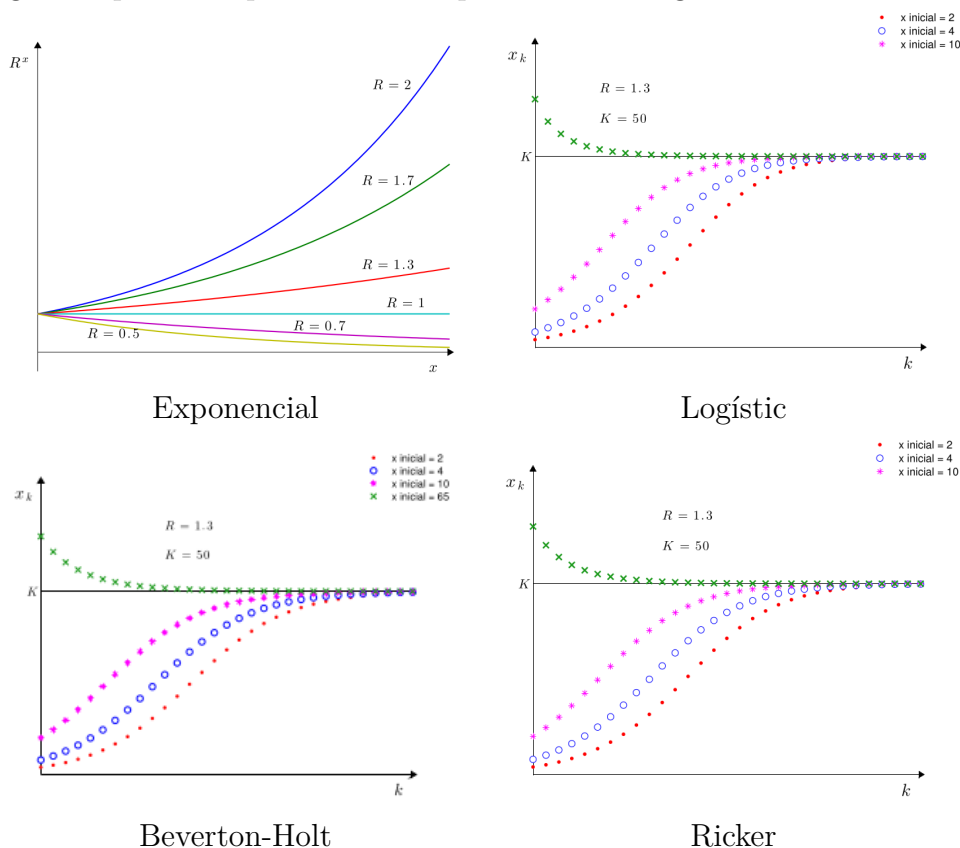 R^x
R = 2
R = 1.7
R = 1.3
R = 1
R = 0.7
R = 0.5
x
Exponencial
x inicial = 2
x inicial = 4
x inicial = 10
x_k
R = 1.3
K = 50
K
k
Logístic
x inicial = 2
x inicial = 4
x inicial = 10
x inicial = 65
x_k
R = 1.3
K = 50
K
k
Beverton-Holt
x inicial = 2
x inicial = 4
x inicial = 10
x_k
R = 1.3
K = 50
K
k
Ricker